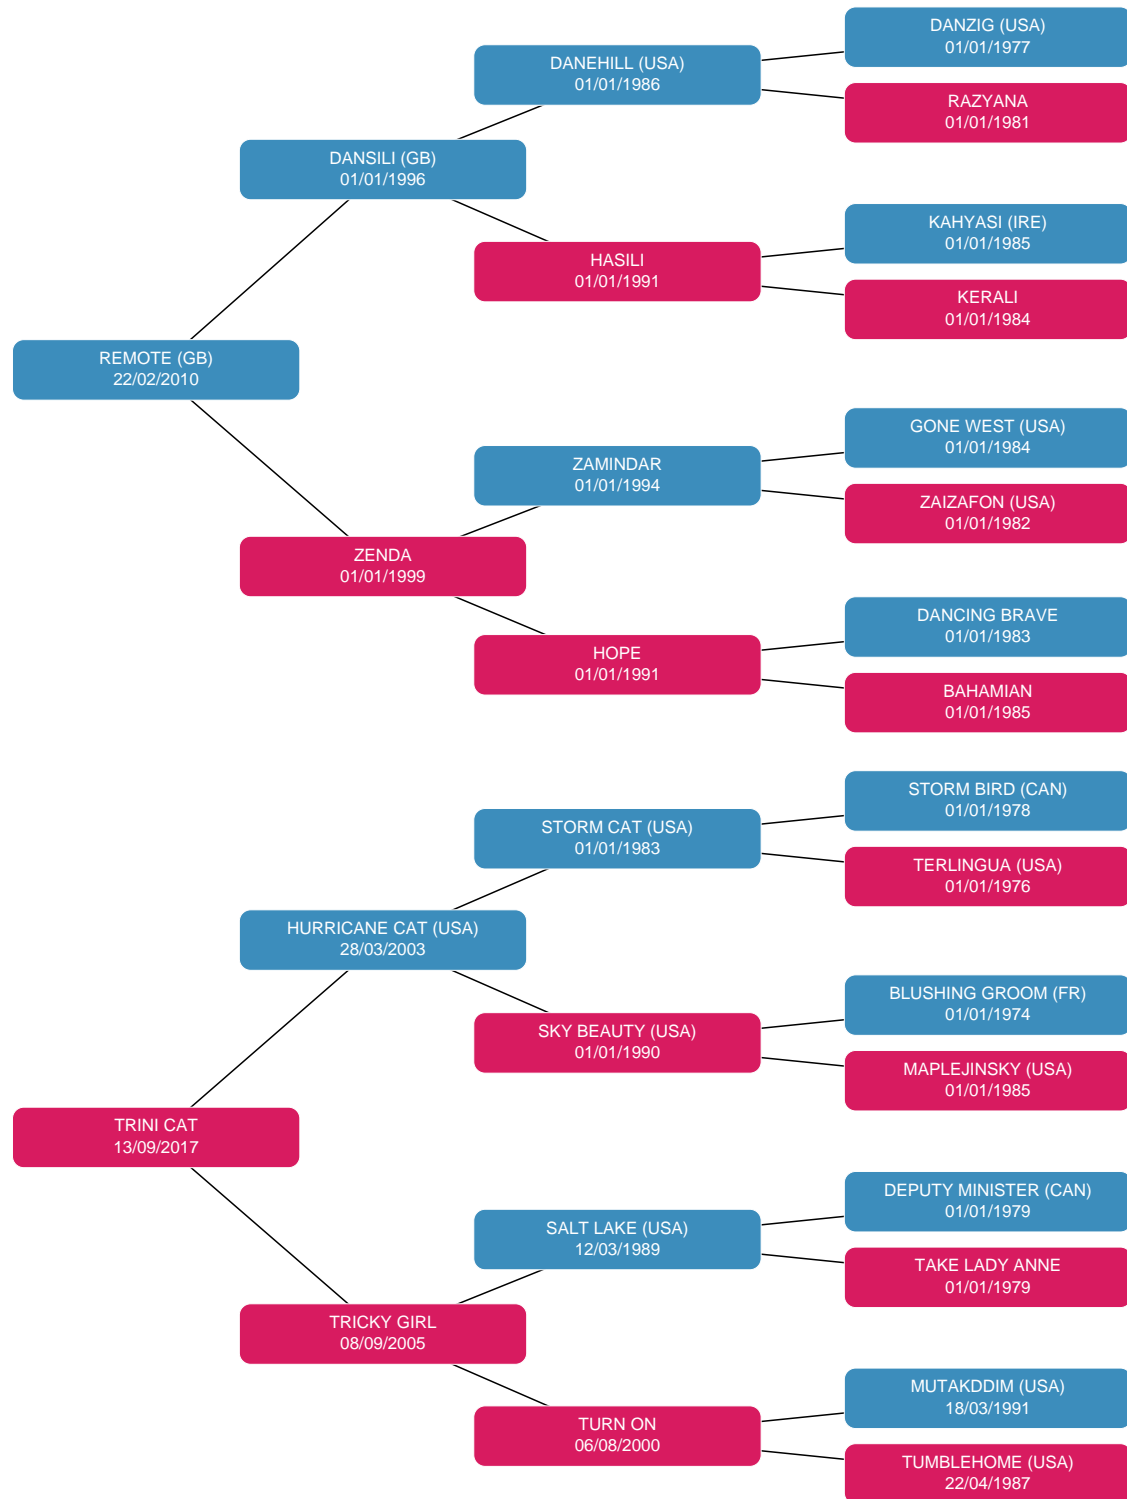 DANZIG (USA)
01/01/1977
DANEHILL (USA)
01/01/1986
RAZYANA
01/01/1981
DANSILI (GB)
01/01/1996
KAHYASI (IRE)
01/01/1985
HASILI
01/01/1991
KERALI
01/01/1984
REMOTE (GB)
22/02/2010
GONE WEST (USA)
01/01/1984
ZAMINDAR
01/01/1994
ZAIZAFON (USA)
01/01/1982
ZENDA
01/01/1999
DANCING BRAVE
01/01/1983
HOPE
01/01/1991
BAHAMIAN
01/01/1985
STORM BIRD (CAN)
01/01/1978
STORM CAT (USA)
01/01/1983
TERLINGUA (USA)
01/01/1976
HURRICANE CAT (USA)
28/03/2003
BLUSHING GROOM (FR)
01/01/1974
SKY BEAUTY (USA)
01/01/1990
MAPLEJINSKY (USA)
01/01/1985
TRINI CAT
13/09/2017
DEPUTY MINISTER (CAN)
01/01/1979
SALT LAKE (USA)
12/03/1989
TAKE LADY ANNE
01/01/1979
TRICKY GIRL
08/09/2005
MUTAKDDIM (USA)
18/03/1991
TURN ON
06/08/2000
TUMBLEHOME (USA)
22/04/1987